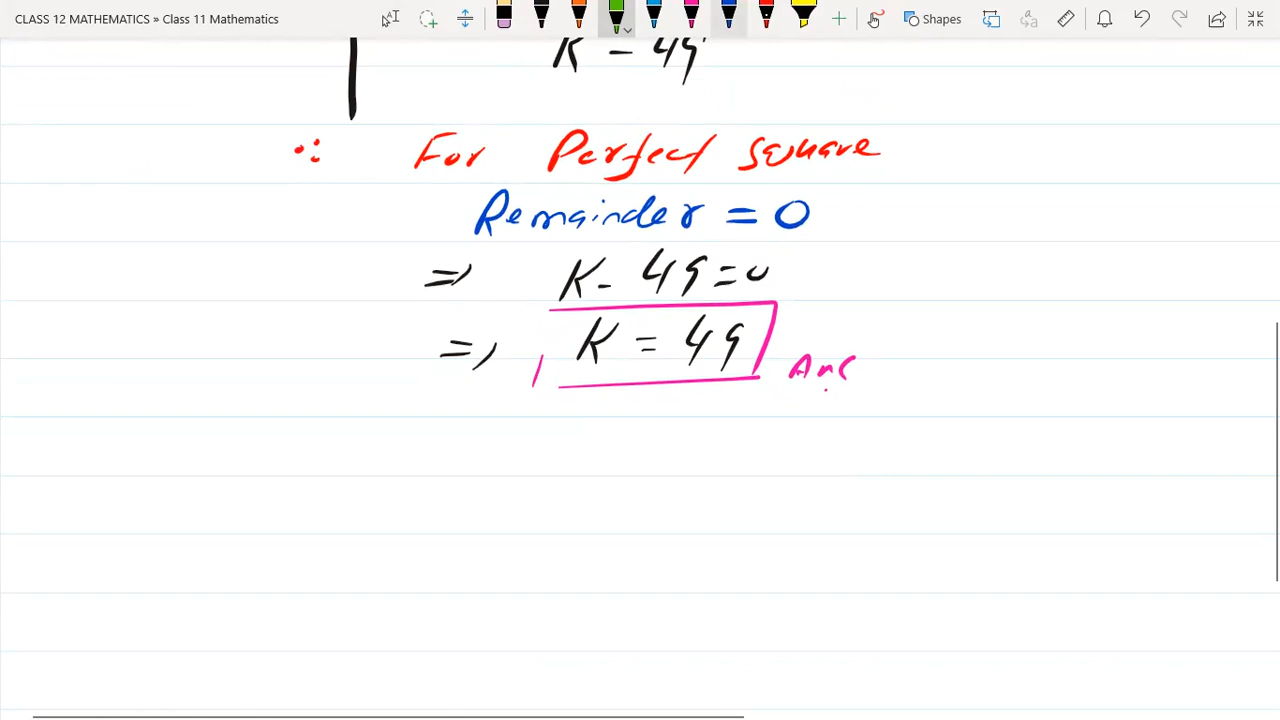 CLASS 12 MATHEMATICS » Class 11 Mathematics
Shapes
K - 49
∵ For Perfect square
Remainder = 0
=> K - 49 = 0
=> K = 49 Ans